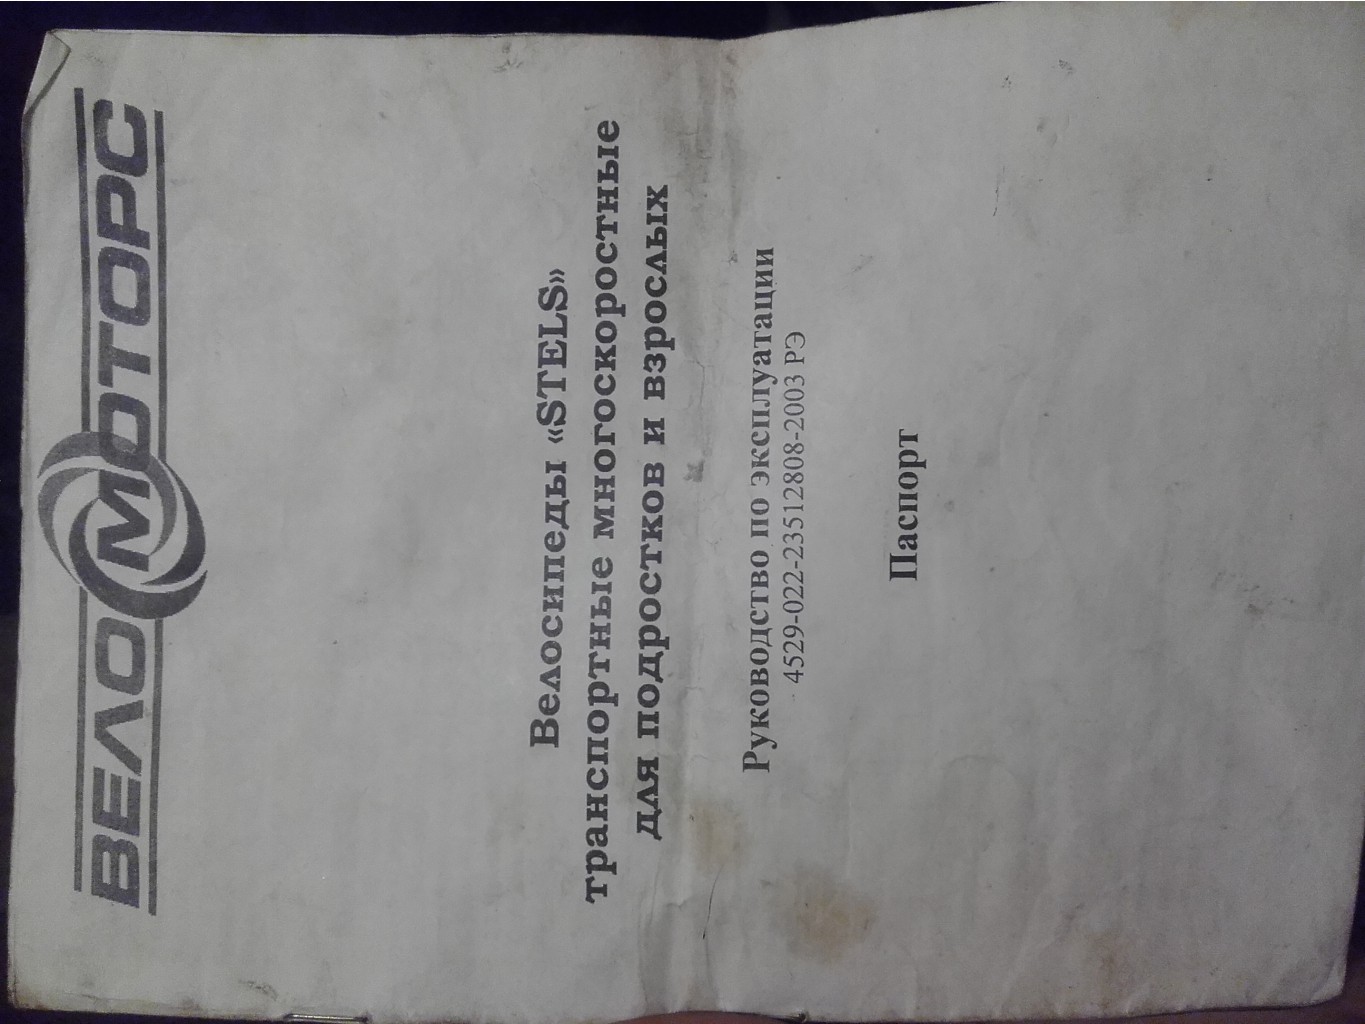 ВЕЛОМОТОРС
Велосипеды «STELS»
транспортные многоскоростные
для подростков и взрослых
Руководство по эксплуатации
4529-022-23512808-2003 РЭ
Паспорт